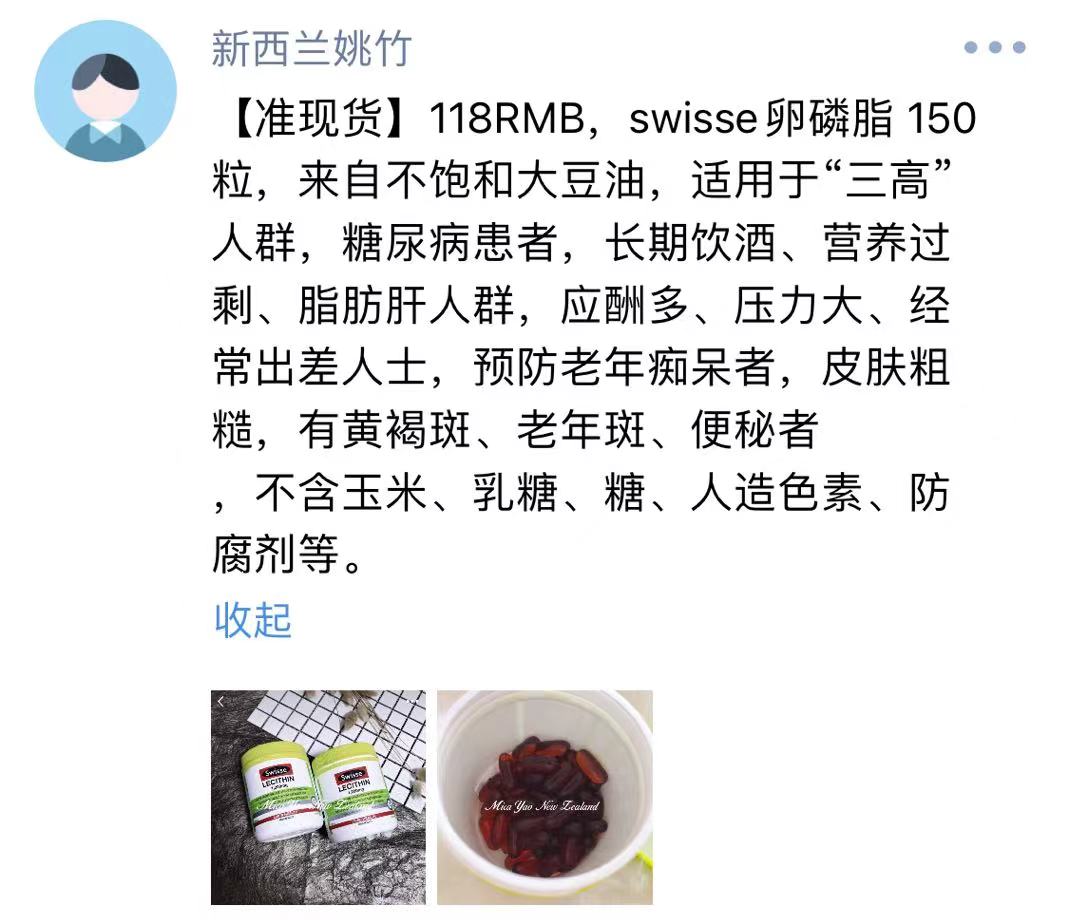 新西兰姚竹
【准现货】118RMB，swisse卵磷脂 150
粒，来自不饱和大豆油，适用于“三高”
人群，糖尿病患者，长期饮酒、营养过
剩、脂肪肝人群，应酬多、压力大、经
常出差人士，预防老年痴呆者，皮肤粗
糙，有黄褐斑、老年斑、便秘者
，不含玉米、乳糖、糖、人造色素、防
腐剂等。
收起
Swisse
LECITHIN
Swisse
LECITHIN
Mica Yao New Zealand
Mica Yao New Zealand